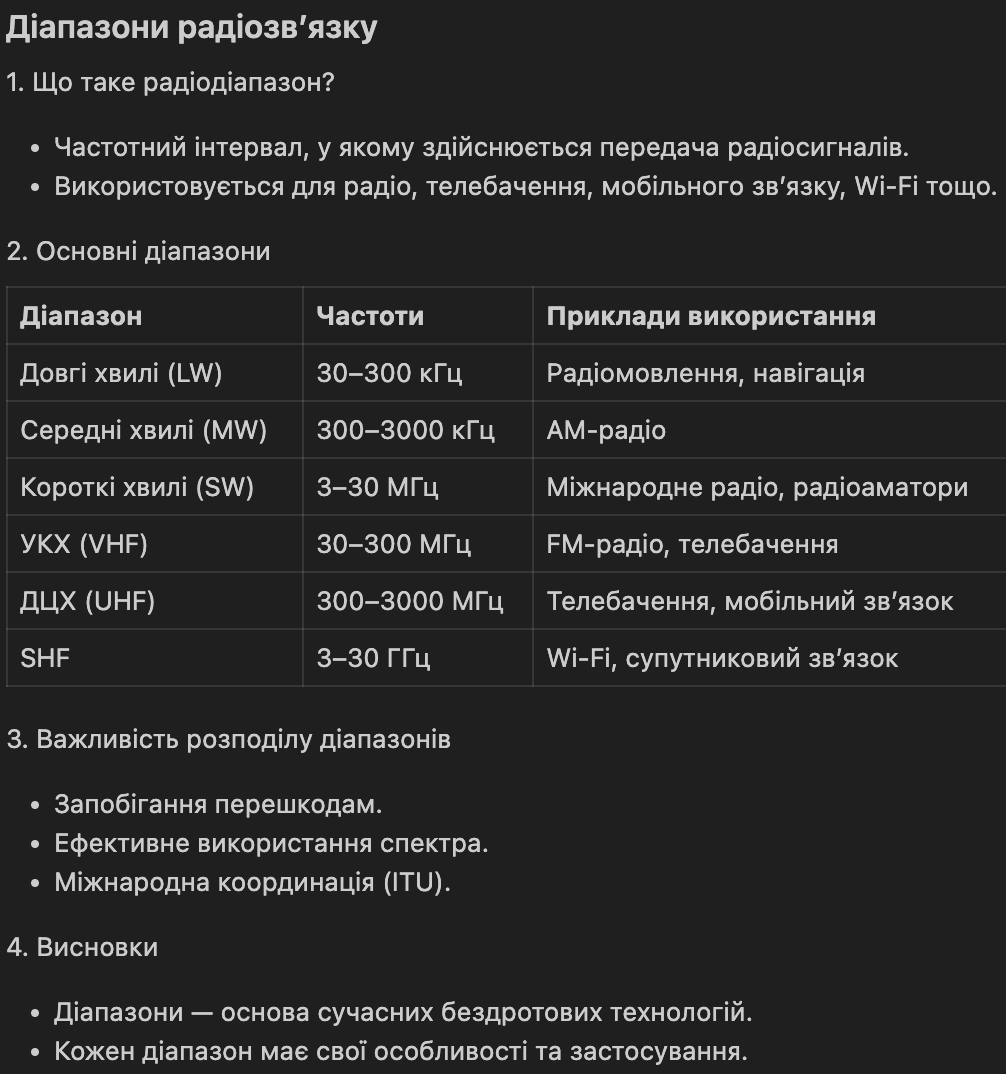 Діапазони радіозв’язку
1. Що таке радіодіапазон?
• Частотний інтервал, у якому здійснюється передача радіосигналів.
• Використовується для радіо, телебачення, мобільного зв’язку, Wi-Fi тощо.
2. Основні діапазони
Діапазон Частоти Приклади використання
Довгі хвилі (LW) 30–300 кГц Радіомовлення, навігація
Середні хвилі (MW) 300–3000 кГц AM-радіо
Короткі хвилі (SW) 3–30 МГц Міжнародне радіо, радіоаматори
УКХ (VHF) 30–300 МГц FM-радіо, телебачення
ДЦХ (UHF) 300–3000 МГц Телебачення, мобільний зв’язок
SHF 3–30 ГГц Wi-Fi, супутниковий зв’язок
3. Важливість розподілу діапазонів
• Запобігання перешкодам.
• Ефективне використання спектра.
• Міжнародна координація (ITU).
4. Висновки
• Діапазони — основа сучасних бездротових технологій.
• Кожен діапазон має свої особливості та застосування.